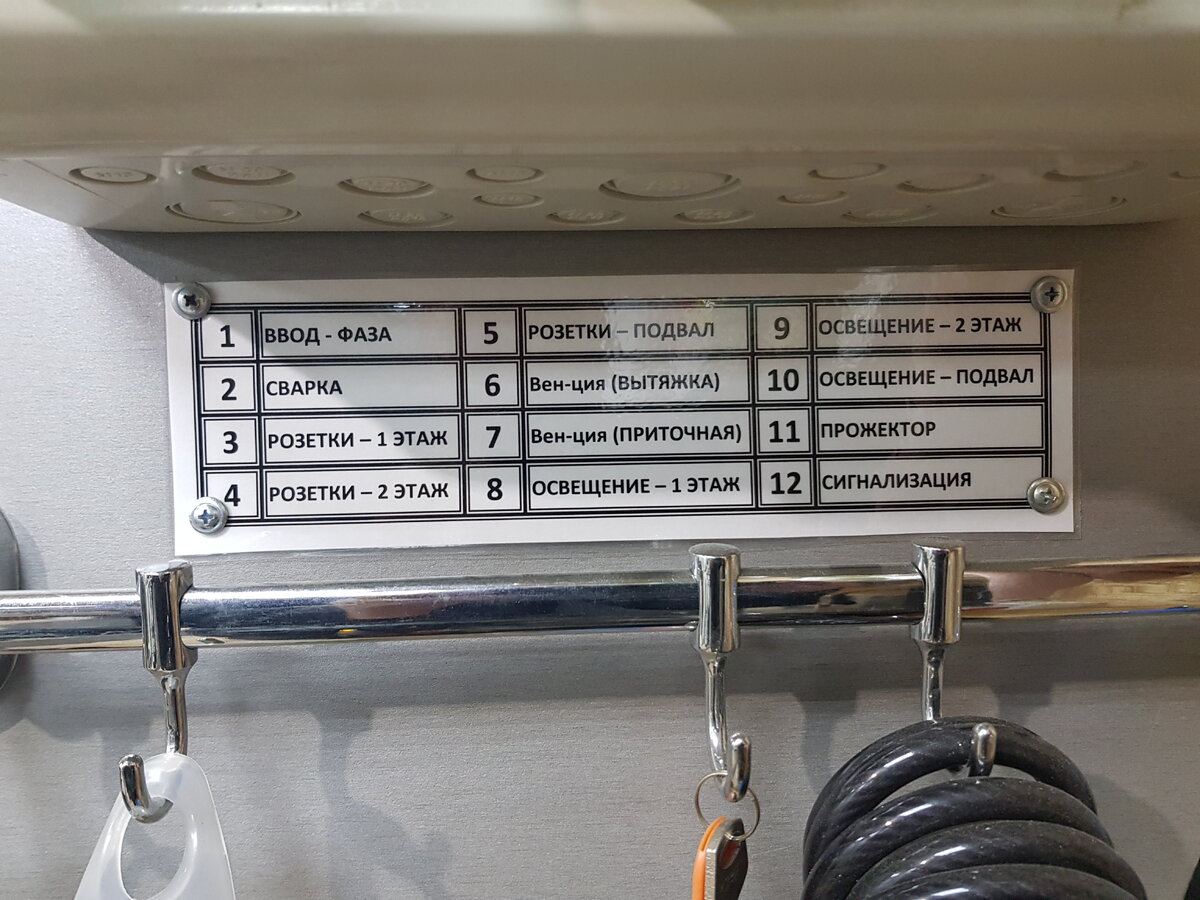 1 ВВОД - ФАЗА
2 СВАРКА
3 РОЗЕТКИ – 1 ЭТАЖ
4 РОЗЕТКИ – 2 ЭТАЖ
5 РОЗЕТКИ – ПОДВАЛ
6 Вен-ция (ВЫТЯЖКА)
7 Вен-ция (ПРИТОЧНАЯ)
8 ОСВЕЩЕНИЕ – 1 ЭТАЖ
9 ОСВЕЩЕНИЕ – 2 ЭТАЖ
10 ОСВЕЩЕНИЕ – ПОДВАЛ
11 ПРОЖЕКТОР
12 СИГНАЛИЗАЦИЯ